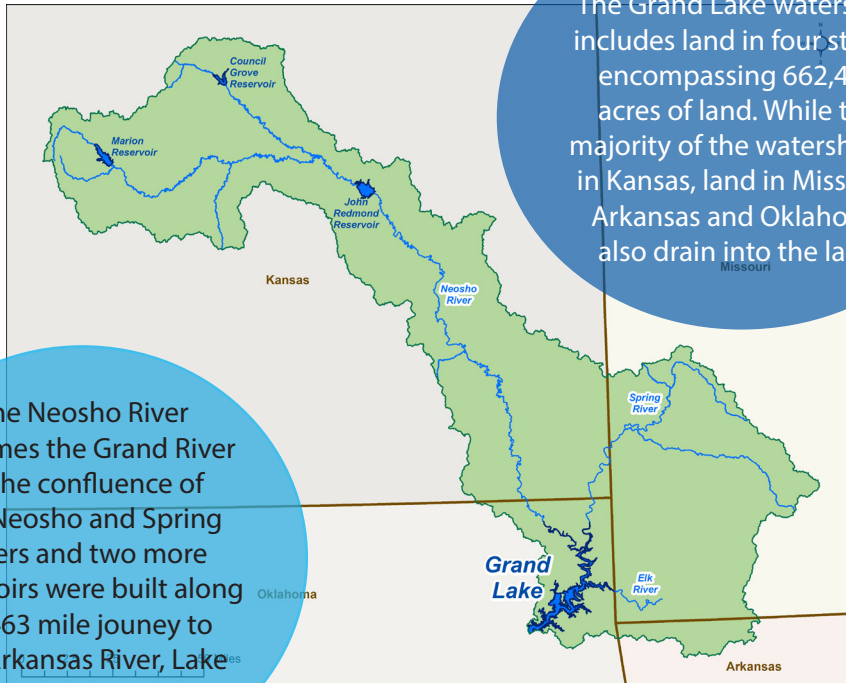 The Grand Lake waters
includes land in four st
encompassing 662,4
acres of land. While t
majority of the watersh
in Kansas, land in Miss
Arkansas and Oklaho
also drain into the la
Missouri
Council
Grove
Reservoir
Marion
Reservoir
John
Redmond
Reservoir
Kansas
Neosho
River
Spring
River
Grand
Lake
Elk
River
Oklahoma
Arkansas
he Neosho River
mes the Grand River
he confluence of
Neosho and Spring
ers and two more
oirs were built along
63 mile jouney to
rkansas River, Lake
Miles